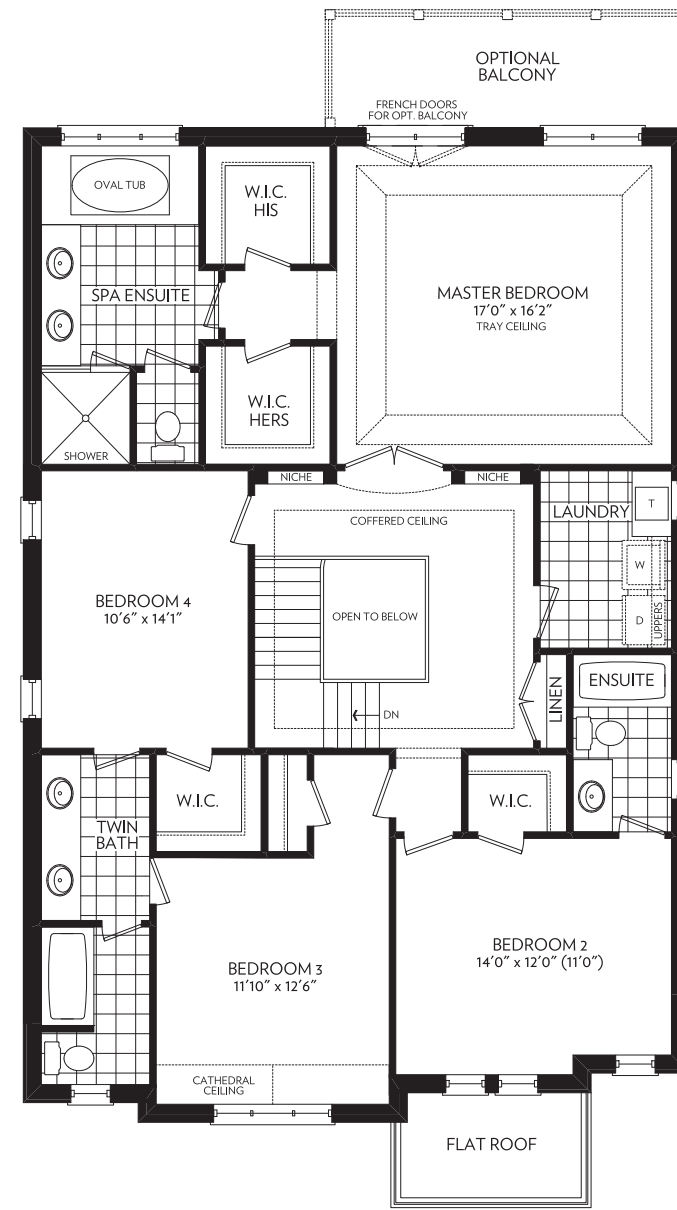 OPTIONAL
BALCONY
FRENCH DOORS
FOR OPT. BALCONY
OVAL TUB
W.I.C.
HIS
SPA ENSUITE
MASTER BEDROOM
17'0" x 16'2"
TRAY CEILING
W.I.C.
HERS
SHOWER
NICHE
NICHE
COFFERED CEILING
LAUNDRY
T
W
D
UPPERS
BEDROOM 4
10'6" x 14'1"
OPEN TO BELOW
DN
LINEN
ENSUITE
W.I.C.
W.I.C.
TWIN
BATH
BEDROOM 3
11'10" x 12'6"
BEDROOM 2
14'0" x 12'0" (11'0")
CATHEDRAL
CEILING
FLAT ROOF